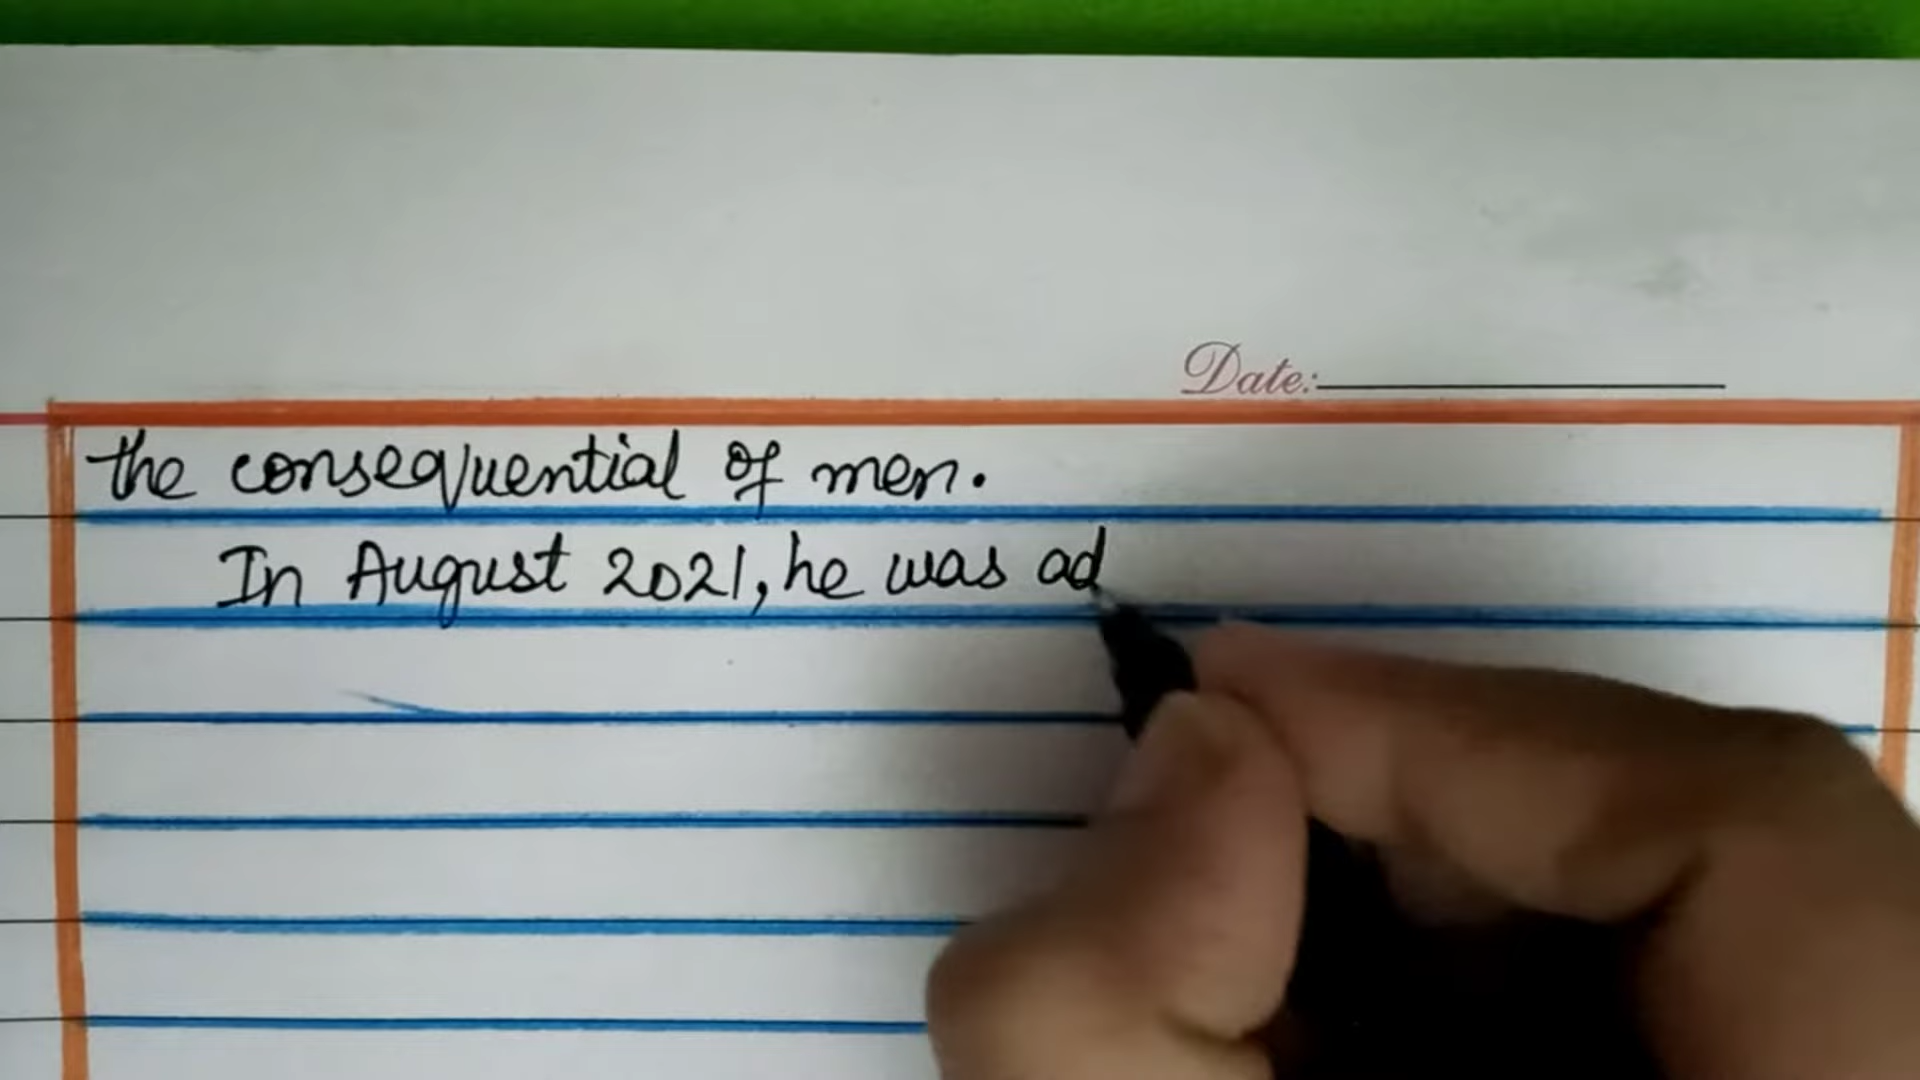 Date:
the consequential of men.
In August 2021, he was ad